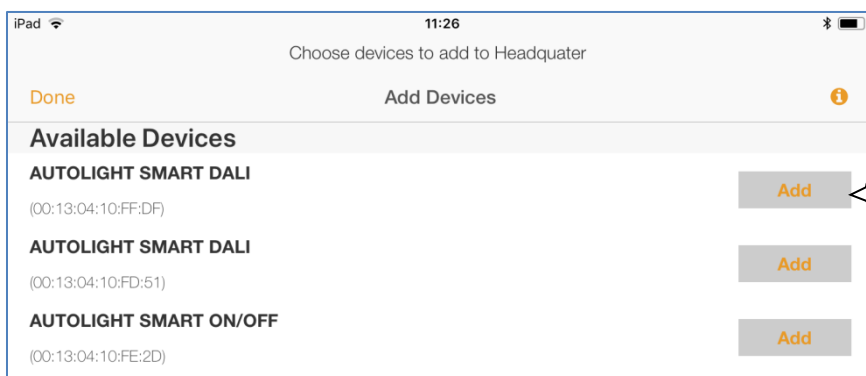 iPad 11:26
Choose devices to add to Headquater
Done Add Devices
Available Devices
AUTOLIGHT SMART DALI
(00:13:04:10:FF:DF)
Add
AUTOLIGHT SMART DALI
(00:13:04:10:FD:51)
Add
AUTOLIGHT SMART ON/OFF
(00:13:04:10:FE:2D)
Add